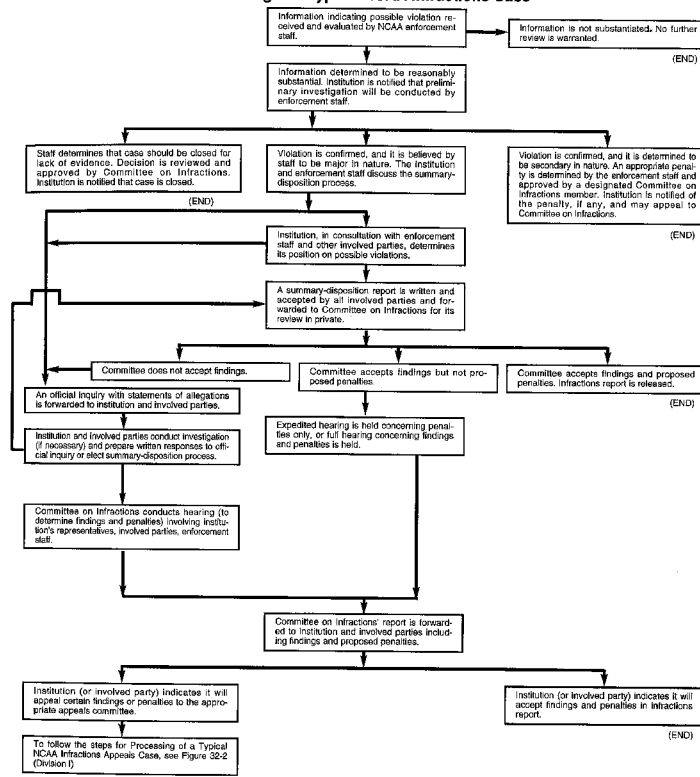 Information indicating possible violation re-
ceived and evaluated by NCAA enforcement
staff.
Information is not substantiated. No further
review is warranted.
(END)
Information determined to be reasonably
substantial. Institution is notified that prelimi-
nary investigation will be conducted by
enforcement staff.
Staff determines that case should be closed for
lack of evidence. Decision is reviewed and
approved by Committee on Infractions.
Institution is notified that case is closed.
(END)
Violation is confirmed, and it is believed by
staff to be major in nature. The institution
and enforcement staff discuss the summary-
disposition process.
Violation is confirmed, and it is determined to
be secondary in nature. An appropriate penal-
ty is determined by the enforcement staff and
approved by a designated Committee on
Infractions member. Institution is notified of
the penalty, if any, and may appeal to
Committee on Infractions.
(END)
Institution, in consultation with enforcement
staff and other involved parties, determines
its position on possible violations.
A summary-disposition report is written and
accepted by all involved parties and for-
warded to Committee on Infractions for its
review in private.
Committee does not accept findings.
Committee accepts findings but not pro-
posed penalties.
Committee accepts findings and proposed
penalties. Infractions report is released.
(END)
An official inquiry with statements of allegations
is forwarded to institution and involved parties.
Expedited hearing is held concerning penal-
ties only, or full hearing concerning findings
and penalties is held.
Institution and involved parties conduct investigation
(if necessary) and prepare written responses to offi-
cial inquiry or elect summary-disposition process.
Committee on Infractions conducts hearing (to
determine findings and penalties) involving institu-
tion's representatives, involved parties, enforcement
staff.
Committee on Infractions' report is forward-
ed to Institution and involved parties includ-
ing findings and proposed penalties.
Institution (or involved party) indicates it will
appeal certain findings or penalties to the appro-
priate appeals committee.
Institution (or involved party) indicates it will
accept findings and penalties in infractions
report.
(END)
To follow the steps for Processing of a Typical
NCAA Infractions Appeals Case, see Figure 32-2
(Division I)